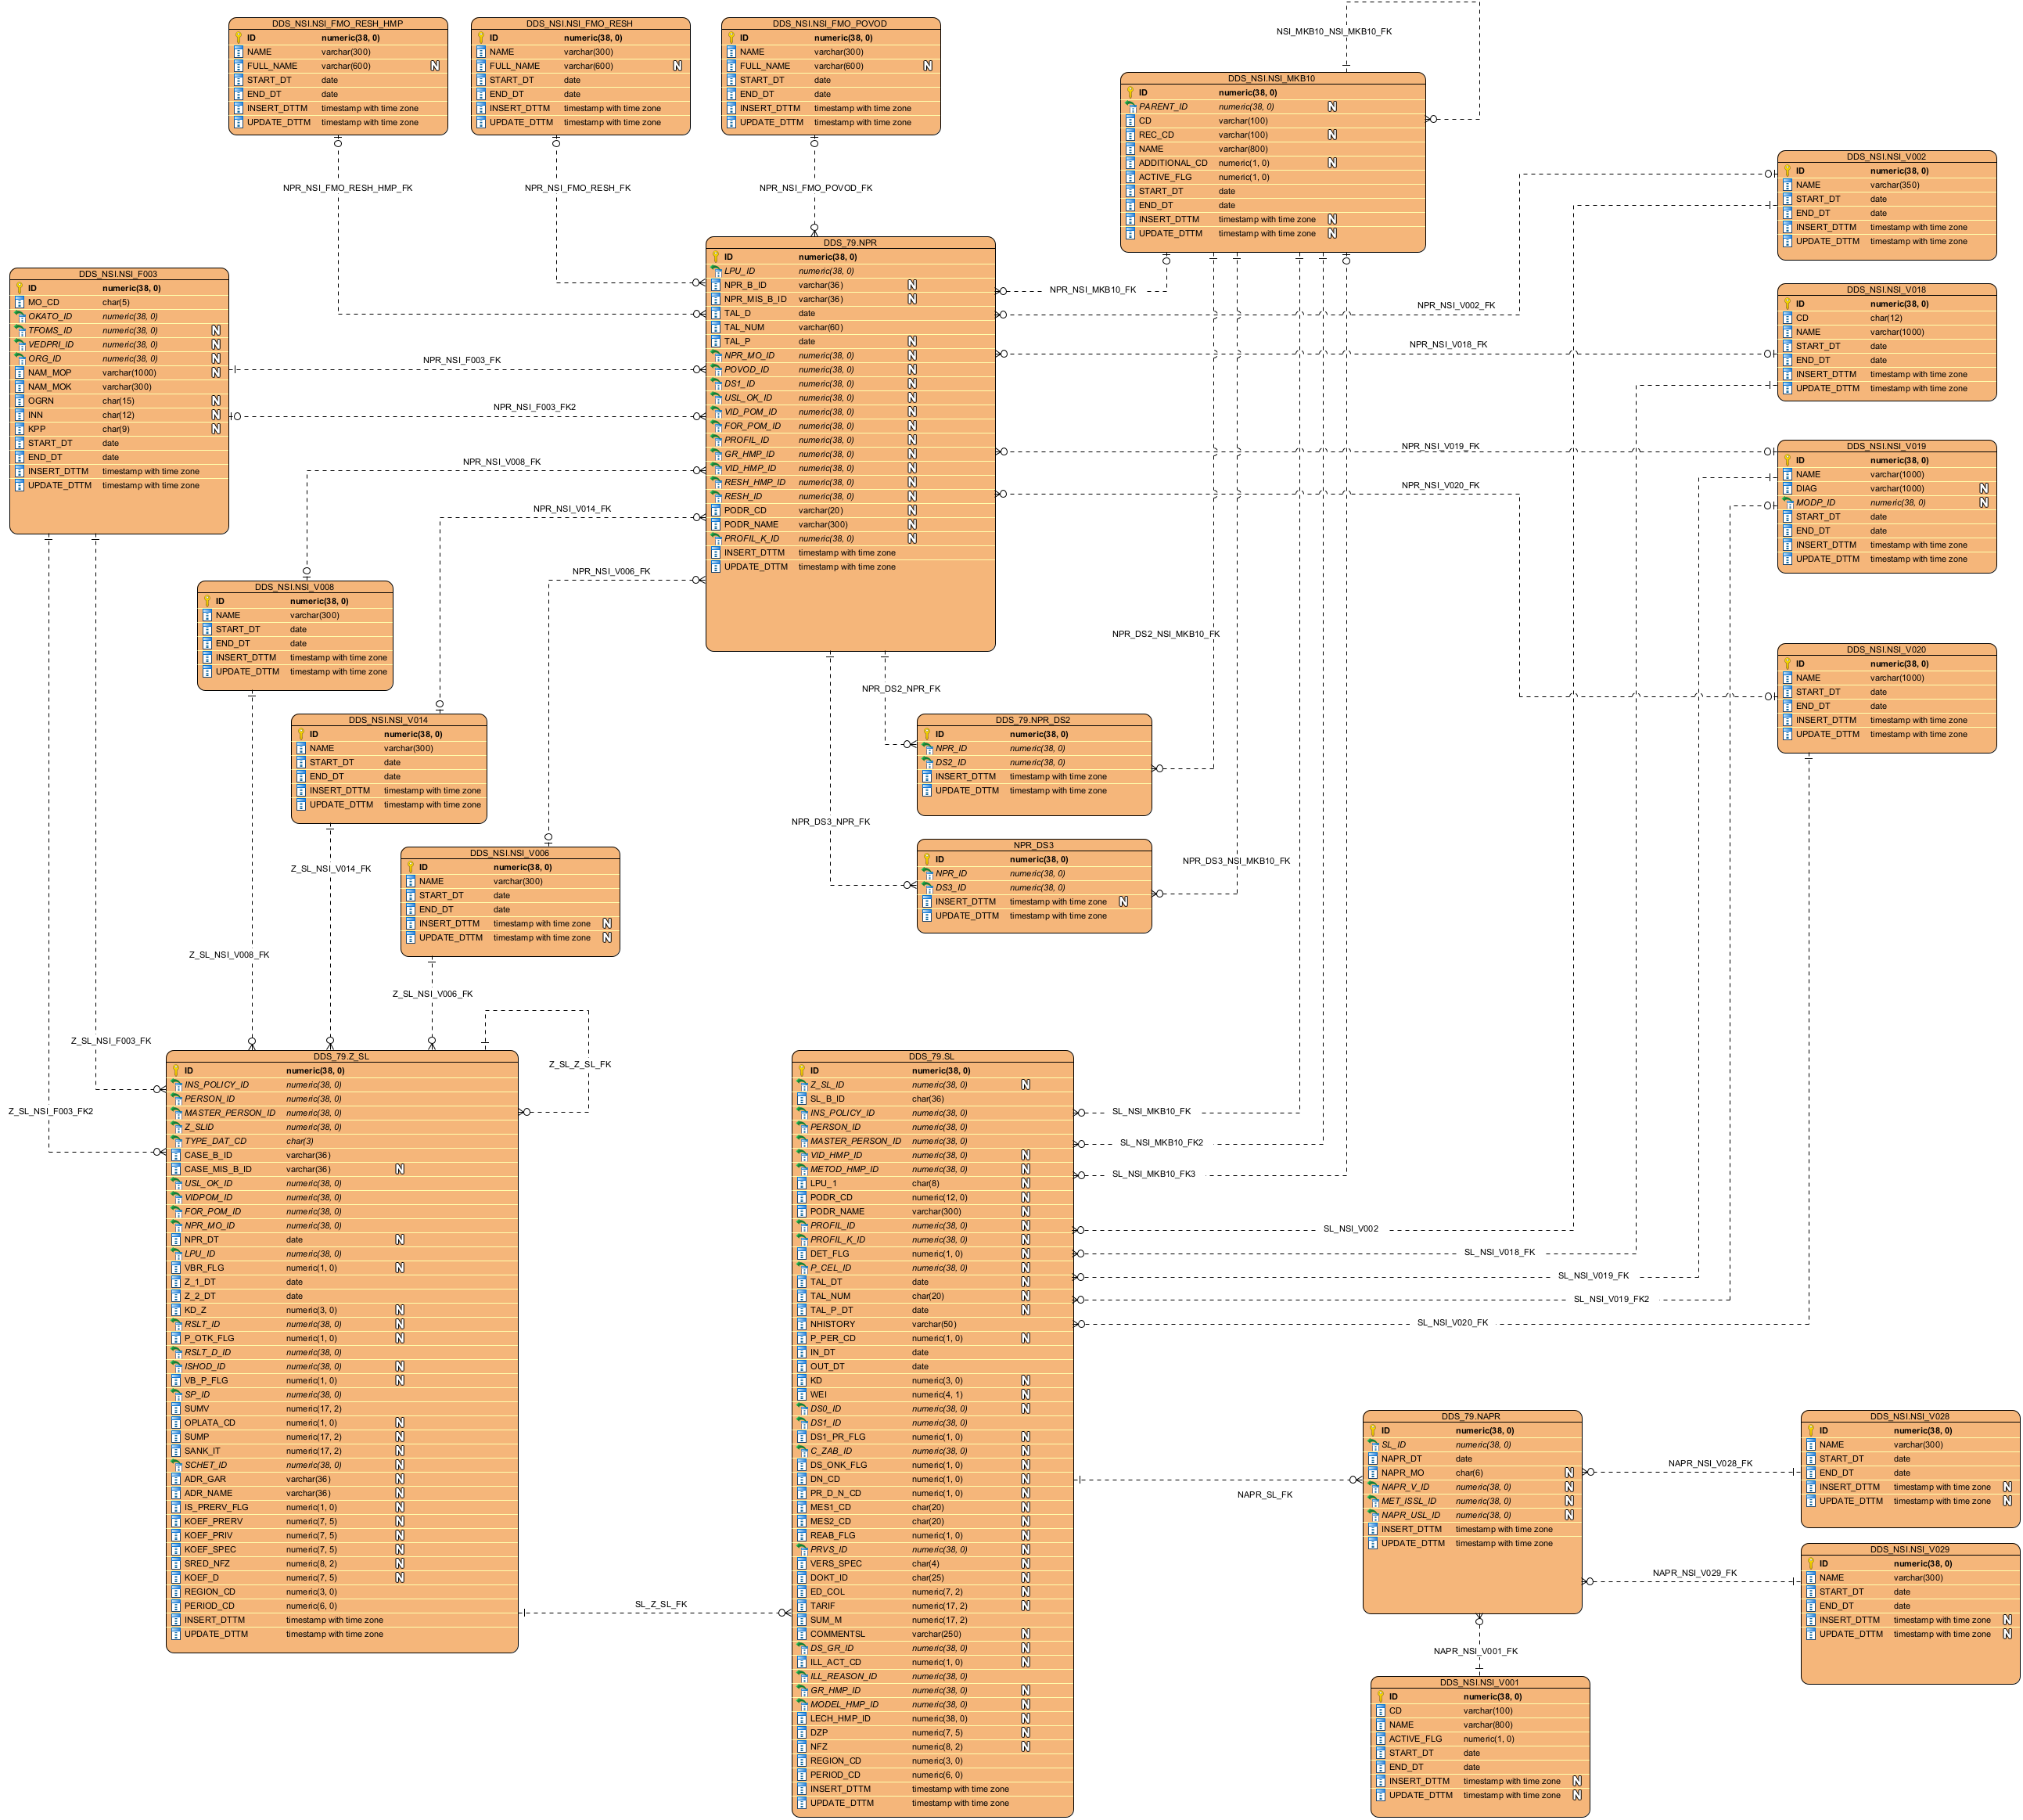 DDS_NSI.NSI_FMO_RESH_HMP
ID numeric(38, 0)
NAME varchar(300)
FULL_NAME varchar(600) N
START_DT date
END_DT date
INSERT_DTTM timestamp with time zone
UPDATE_DTTM timestamp with time zone
DDS_NSI.NSI_FMO_RESH
ID numeric(38, 0)
NAME varchar(300)
FULL_NAME varchar(600) N
START_DT date
END_DT date
INSERT_DTTM timestamp with time zone
UPDATE_DTTM timestamp with time zone
DDS_NSI.NSI_FMO_POVOD
ID numeric(38, 0)
NAME varchar(300)
FULL_NAME varchar(600) N
START_DT date
END_DT date
INSERT_DTTM timestamp with time zone
UPDATE_DTTM timestamp with time zone
NSI_MKB10_NSI_MKB10_FK
DDS_NSI.NSI_MKB10
ID numeric(38, 0)
PARENT_ID numeric(38, 0) N
CD varchar(100)
REC_CD varchar(100) N
NAME varchar(800)
ADDITIONAL_CD numeric(1, 0) N
ACTIVE_FLG numeric(1, 0)
START_DT date
END_DT date
INSERT_DTTM timestamp with time zone N
UPDATE_DTTM timestamp with time zone N
DDS_NSI.NSI_V002
ID numeric(38, 0)
NAME varchar(350)
START_DT date
END_DT date
INSERT_DTTM timestamp with time zone
UPDATE_DTTM timestamp with time zone
NPR_NSI_FMO_RESH_HMP_FK
NPR_NSI_FMO_RESH_FK
NPR_NSI_FMO_POVOD_FK
DDS_NSI.NSI_F003
ID numeric(38, 0)
MO_CD char(5)
OKATO_ID numeric(38, 0)
TFOMS_ID numeric(38, 0) N
VEDPRI_ID numeric(38, 0) N
ORG_ID numeric(38, 0) N
NAM_MOP varchar(1000) N
NAM_MOK varchar(300)
OGRN char(15) N
INN char(12) N
KPP char(9) N
START_DT date
END_DT date
INSERT_DTTM timestamp with time zone
UPDATE_DTTM timestamp with time zone
DDS_79.NPR
ID numeric(38, 0)
LPU_ID numeric(38, 0)
NPR_B_ID varchar(36) N
NPR_MIS_B_ID varchar(36) N
TAL_D date
TAL_NUM varchar(60)
TAL_P date N
NPR_MO_ID numeric(38, 0) N
POVOD_ID numeric(38, 0) N
DS1_ID numeric(38, 0) N
USL_OK_ID numeric(38, 0) N
VID_POM_ID numeric(38, 0) N
FOR_POM_ID numeric(38, 0) N
PROFIL_ID numeric(38, 0) N
GR_HMP_ID numeric(38, 0) N
VID_HMP_ID numeric(38, 0) N
RESH_HMP_ID numeric(38, 0) N
RESH_ID numeric(38, 0) N
PODR_CD varchar(20) N
PODR_NAME varchar(300) N
PROFIL_K_ID numeric(38, 0) N
INSERT_DTTM timestamp with time zone
UPDATE_DTTM timestamp with time zone
NPR_NSI_MKB10_FK
NPR_NSI_V002_FK
NPR_NSI_V018_FK
NPR_NSI_V019_FK
NPR_NSI_V020_FK
NPR_NSI_F003_FK
NPR_NSI_F003_FK2
NPR_NSI_V008_FK
NPR_NSI_V014_FK
NPR_NSI_V006_FK
DDS_NSI.NSI_V018
ID numeric(38, 0)
CD char(12)
NAME varchar(1000)
START_DT date
END_DT date
INSERT_DTTM timestamp with time zone
UPDATE_DTTM timestamp with time zone
DDS_NSI.NSI_V019
ID numeric(38, 0)
NAME varchar(1000)
DIAG varchar(1000) N
MODP_ID numeric(38, 0) N
START_DT date
END_DT date
INSERT_DTTM timestamp with time zone
UPDATE_DTTM timestamp with time zone
DDS_NSI.NSI_V020
ID numeric(38, 0)
NAME varchar(1000)
START_DT date
END_DT date
INSERT_DTTM timestamp with time zone
UPDATE_DTTM timestamp with time zone
DDS_NSI.NSI_V008
ID numeric(38, 0)
NAME varchar(300)
START_DT date
END_DT date
INSERT_DTTM timestamp with time zone
UPDATE_DTTM timestamp with time zone
DDS_NSI.NSI_V014
ID numeric(38, 0)
NAME varchar(300)
START_DT date
END_DT date
INSERT_DTTM timestamp with time zone
UPDATE_DTTM timestamp with time zone
DDS_NSI.NSI_V006
ID numeric(38, 0)
NAME varchar(300)
START_DT date
END_DT date
INSERT_DTTM timestamp with time zone N
UPDATE_DTTM timestamp with time zone N
NPR_DS2_NSI_MKB10_FK
NPR_DS2_NPR_FK
DDS_79.NPR_DS2
ID numeric(38, 0)
NPR_ID numeric(38, 0)
DS2_ID numeric(38, 0)
INSERT_DTTM timestamp with time zone
UPDATE_DTTM timestamp with time zone
NPR_DS3_NPR_FK
NPR_DS3
ID numeric(38, 0)
NPR_ID numeric(38, 0)
DS3_ID numeric(38, 0)
INSERT_DTTM timestamp with time zone N
UPDATE_DTTM timestamp with time zone
NPR_DS3_NSI_MKB10_FK
Z_SL_NSI_V014_FK
Z_SL_NSI_V008_FK
Z_SL_NSI_V006_FK
Z_SL_NSI_F003_FK
Z_SL_Z_SL_FK
Z_SL_NSI_F003_FK2
DDS_79.Z_SL
ID numeric(38, 0)
INS_POLICY_ID numeric(38, 0)
PERSON_ID numeric(38, 0)
MASTER_PERSON_ID numeric(38, 0)
Z_SLID numeric(38, 0)
TYPE_DAT_CD char(3)
CASE_B_ID varchar(36)
CASE_MIS_B_ID varchar(36) N
USL_OK_ID numeric(38, 0)
VIDPOM_ID numeric(38, 0)
FOR_POM_ID numeric(38, 0)
NPR_MO_ID numeric(38, 0)
NPR_DT date N
LPU_ID numeric(38, 0)
VBR_FLG numeric(1, 0) N
Z_1_DT date
Z_2_DT date
KD_Z numeric(3, 0) N
RSLT_ID numeric(38, 0) N
P_OTK_FLG numeric(1, 0) N
RSLT_D_ID numeric(38, 0)
ISHOD_ID numeric(38, 0) N
VB_P_FLG numeric(1, 0) N
SP_ID numeric(38, 0)
SUMV numeric(17, 2)
OPLATA_CD numeric(1, 0) N
SUMP numeric(17, 2) N
SANK_IT numeric(17, 2) N
SCHET_ID numeric(38, 0) N
ADR_GAR varchar(36) N
ADR_NAME varchar(36) N
IS_PRERV_FLG numeric(1, 0) N
KOEF_PRERV numeric(7, 5) N
KOEF_PRIV numeric(7, 5) N
KOEF_SPEC numeric(7, 5) N
SRED_NFZ numeric(8, 2) N
KOEF_D numeric(7, 5) N
REGION_CD numeric(3, 0)
PERIOD_CD numeric(6, 0)
INSERT_DTTM timestamp with time zone
UPDATE_DTTM timestamp with time zone
SL_Z_SL_FK
DDS_79.SL
ID numeric(38, 0)
Z_SL_ID numeric(38, 0) N
SL_B_ID char(36)
INS_POLICY_ID numeric(38, 0)
PERSON_ID numeric(38, 0)
MASTER_PERSON_ID numeric(38, 0)
VID_HMP_ID numeric(38, 0) N
METOD_HMP_ID numeric(38, 0) N
LPU_1 char(8) N
PODR_CD numeric(12, 0) N
PODR_NAME varchar(300) N
PROFIL_ID numeric(38, 0) N
PROFIL_K_ID numeric(38, 0) N
DET_FLG numeric(1, 0) N
P_CEL_ID numeric(38, 0) N
TAL_DT date N
TAL_NUM char(20) N
TAL_P_DT date N
NHISTORY varchar(50)
P_PER_CD numeric(1, 0) N
IN_DT date
OUT_DT date
KD numeric(3, 0) N
WEI numeric(4, 1) N
DS0_ID numeric(38, 0) N
DS1_ID numeric(38, 0)
DS1_PR_FLG numeric(1, 0) N
C_ZAB_ID numeric(38, 0) N
DS_ONK_FLG numeric(1, 0) N
DN_CD numeric(1, 0) N
PR_D_N_CD numeric(1, 0) N
MES1_CD char(20) N
MES2_CD char(20) N
REAB_FLG numeric(1, 0) N
PRVS_ID numeric(38, 0) N
VERS_SPEC char(4) N
DOKT_ID char(25) N
ED_COL numeric(7, 2) N
TARIF numeric(17, 2) N
SUM_M numeric(17, 2)
COMMENTSL varchar(250) N
DS_GR_ID numeric(38, 0) N
ILL_ACT_CD numeric(1, 0) N
ILL_REASON_ID numeric(38, 0)
GR_HMP_ID numeric(38, 0) N
MODEL_HMP_ID numeric(38, 0) N
LECH_HMP_ID numeric(38, 0) N
DZP numeric(7, 5) N
NFZ numeric(8, 2) N
REGION_CD numeric(3, 0)
PERIOD_CD numeric(6, 0)
INSERT_DTTM timestamp with time zone
UPDATE_DTTM timestamp with time zone
SL_NSI_MKB10_FK
SL_NSI_MKB10_FK2
SL_NSI_MKB10_FK3
SL_NSI_V002
SL_NSI_V018_FK
SL_NSI_V019_FK
SL_NSI_V019_FK2
SL_NSI_V020_FK
NAPR_SL_FK
DDS_79.NAPR
ID numeric(38, 0)
SL_ID numeric(38, 0)
NAPR_DT date
NAPR_MO char(6) N
NAPR_V_ID numeric(38, 0) N
MET_ISSL_ID numeric(38, 0) N
NAPR_USL_ID numeric(38, 0) N
INSERT_DTTM timestamp with time zone
UPDATE_DTTM timestamp with time zone
NAPR_NSI_V028_FK
NAPR_NSI_V029_FK
NAPR_NSI_V001_FK
DDS_NSI.NSI_V028
ID numeric(38, 0)
NAME varchar(300)
START_DT date
END_DT date
INSERT_DTTM timestamp with time zone N
UPDATE_DTTM timestamp with time zone N
DDS_NSI.NSI_V029
ID numeric(38, 0)
NAME varchar(300)
START_DT date
END_DT date
INSERT_DTTM timestamp with time zone N
UPDATE_DTTM timestamp with time zone N
DDS_NSI.NSI_V001
ID numeric(38, 0)
CD varchar(100)
NAME varchar(800)
ACTIVE_FLG numeric(1, 0)
START_DT date
END_DT date
INSERT_DTTM timestamp with time zone N
UPDATE_DTTM timestamp with time zone N